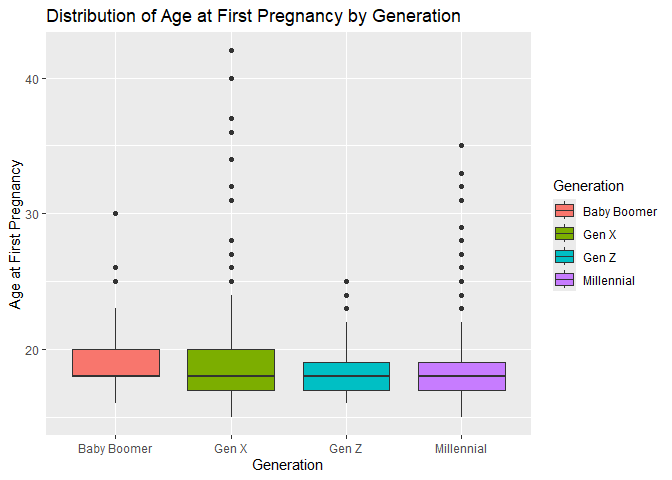 Distribution of Age at First Pregnancy by Generation
Age at First Pregnancy
40
30
20
Baby Boomer
Gen X
Gen Z
Millennial
Generation
Generation
Baby Boomer
Gen X
Gen Z
Millennial